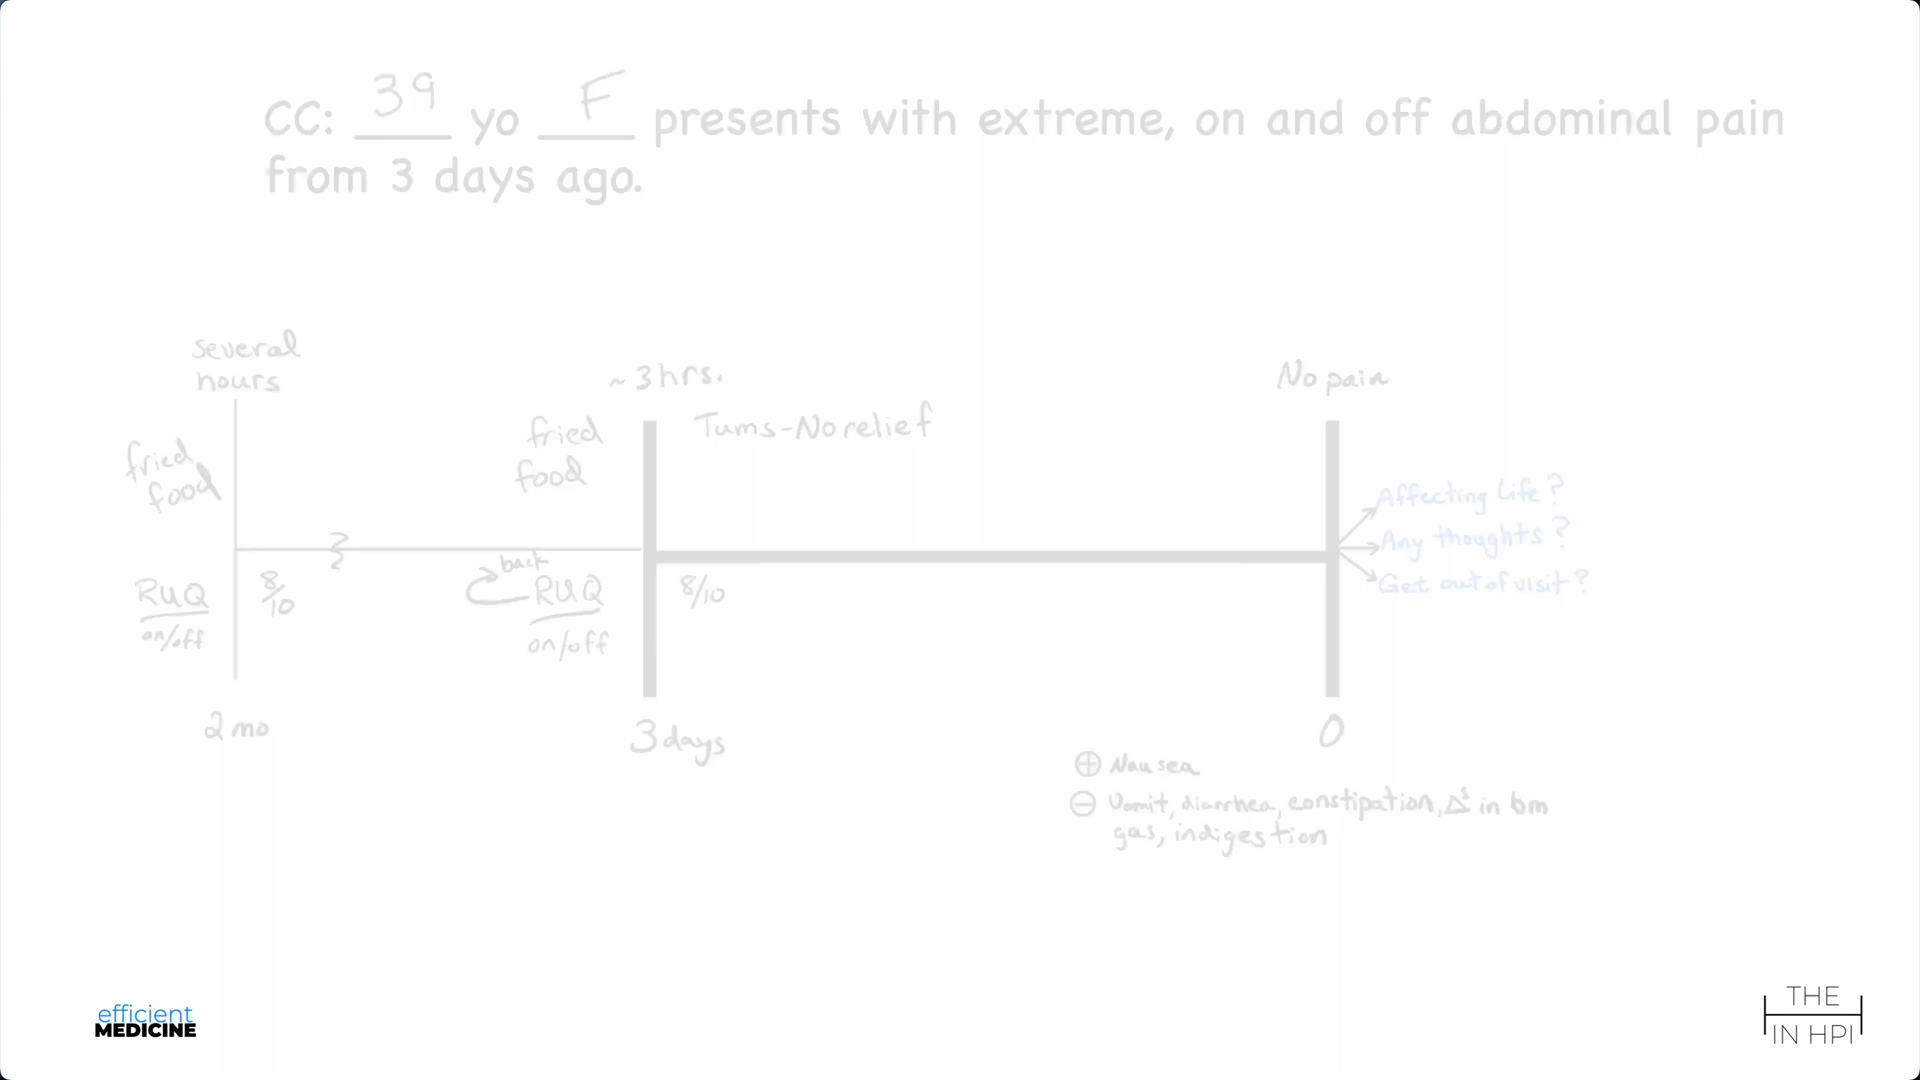 CC: 39 yo F presents with extreme, on and off abdominal pain
from 3 days ago.
several
hours
fried
food
RUQ
on/off
8/10
2 mo
~ 3 hrs.
fried
food
Tums-No relief
back
RUQ
on/off
8/10
3 days
No pain
Affecting life?
Any thoughts?
Get out of visit?
0
⊕ Nausea
⊖ Vomit, diarrhea, constipation, Δs in bm
gas, indigestion
efficient
MEDICINE
THE
IN HPI